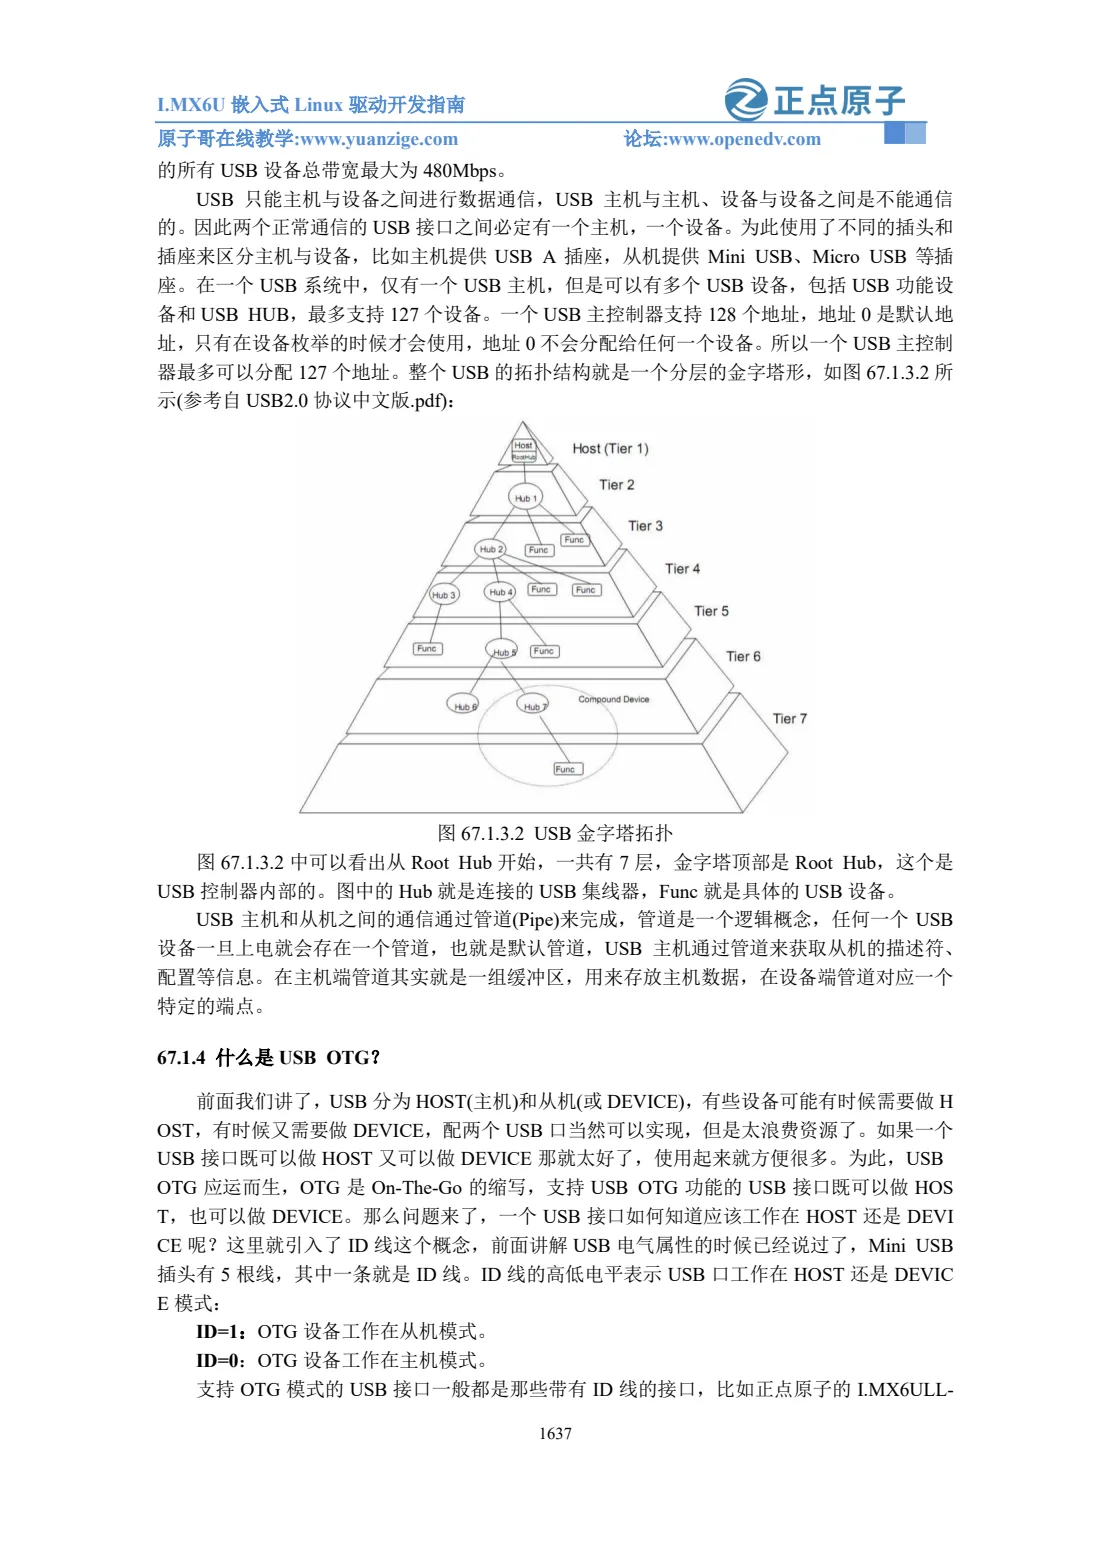 I.MX6U 嵌入式 Linux 驱动开发指南
正点原子
原子哥在线教学:www.yuanzige.com 论坛:www.openedv.com
的所有 USB 设备总带宽最大为 480Mbps。
USB 只能主机与设备之间进行数据通信，USB 主机与主机、设备与设备之间是不能通信
的。因此两个正常通信的 USB 接口之间必定有一个主机，一个设备。为此使用了不同的插头和
插座来区分主机与设备，比如主机提供 USB A 插座，从机提供 Mini USB、Micro USB 等插
座。在一个 USB 系统中，仅有一个 USB 主机，但是可以有多个 USB 设备，包括 USB 功能设
备和 USB HUB，最多支持 127 个设备。一个 USB 主控制器支持 128 个地址，地址 0 是默认地
址，只有在设备枚举的时候才会使用，地址 0 不会分配给任何一个设备。所以一个 USB 主控制
器最多可以分配 127 个地址。整个 USB 的拓扑结构就是一个分层的金字塔形，如图 67.1.3.2 所
示(参考自 USB2.0 协议中文版.pdf)：
Host
RootHub
Host (Tier 1)
Tier 2
Hub 1
Tier 3
Hub 2 Func Func
Tier 4
Hub 3 Hub 4 Func Func
Tier 5
Func Hub 5 Func
Tier 6
Hub 6 Hub 7 Compound Device
Tier 7
Func
图 67.1.3.2 USB 金字塔拓扑
图 67.1.3.2 中可以看出从 Root Hub 开始，一共有 7 层，金字塔顶部是 Root Hub，这个是
USB 控制器内部的。图中的 Hub 就是连接的 USB 集线器，Func 就是具体的 USB 设备。
USB 主机和从机之间的通信通过管道(Pipe)来完成，管道是一个逻辑概念，任何一个 USB
设备一旦上电就会存在一个管道，也就是默认管道，USB 主机通过管道来获取从机的描述符、
配置等信息。在主机端管道其实就是一组缓冲区，用来存放主机数据，在设备端管道对应一个
特定的端点。
67.1.4 什么是 USB OTG？
前面我们讲了，USB 分为 HOST(主机)和从机(或 DEVICE)，有些设备可能有时候需要做 H
OST，有时候又需要做 DEVICE，配两个 USB 口当然可以实现，但是太浪费资源了。如果一个
USB 接口既可以做 HOST 又可以做 DEVICE 那就太好了，使用起来就方便很多。为此，USB
OTG 应运而生，OTG 是 On-The-Go 的缩写，支持 USB OTG 功能的 USB 接口既可以做 HOS
T，也可以做 DEVICE。那么问题来了，一个 USB 接口如何知道应该工作在 HOST 还是 DEVI
CE 呢？这里就引入了 ID 线这个概念，前面讲解 USB 电气属性的时候已经说过了，Mini USB
插头有 5 根线，其中一条就是 ID 线。ID 线的高低电平表示 USB 口工作在 HOST 还是 DEVIC
E 模式：
ID=1：OTG 设备工作在从机模式。
ID=0：OTG 设备工作在主机模式。
支持 OTG 模式的 USB 接口一般都是那些带有 ID 线的接口，比如正点原子的 I.MX6ULL-
1637